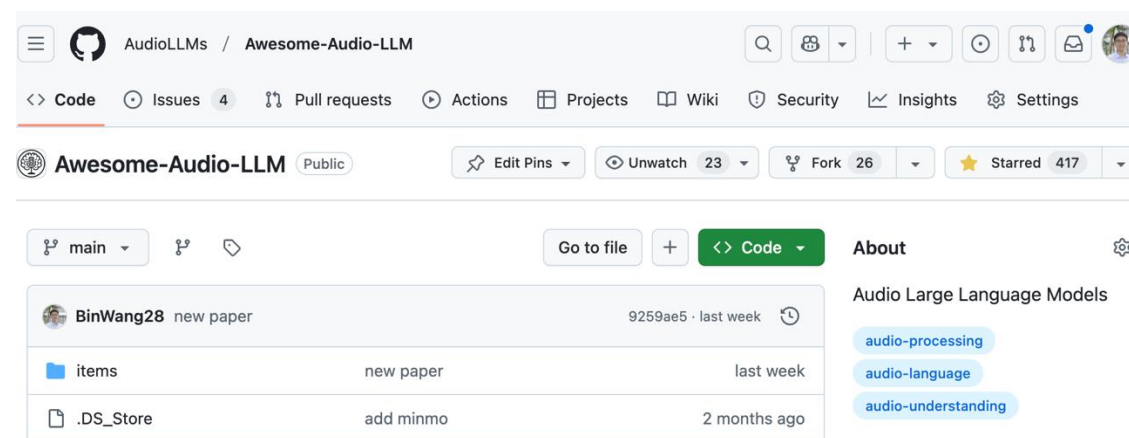 AudioLLMs / Awesome-Audio-LLM
<> Code Issues 4 Pull requests Actions Projects Wiki Security Insights Settings
Awesome-Audio-LLM Public Edit Pins Unwatch 23 Fork 26 Starred 417
main Go to file + <> Code About
Audio Large Language Models
BinWang28 new paper 9259ae5 · last week
audio-processing
items new paper last week
audio-language
audio-understanding
.DS_Store add minmo 2 months ago